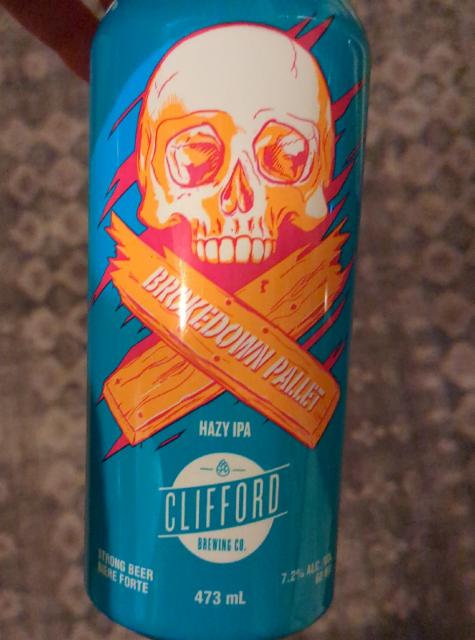 BROKEDOWN PALLET
HAZY IPA
CLIFFORD
BREWING CO.
STRONG BEER
BIÈRE FORTE
7.2% ALC./VOL.
473 mL